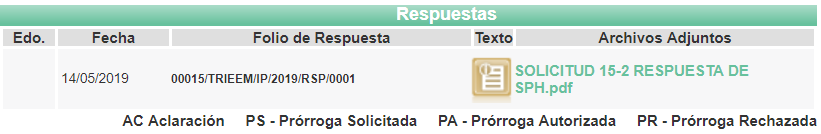 Respuestas
Edo. Fecha Folio de Respuesta Texto Archivos Adjuntos
14/05/2019 00015/TRIEEM/IP/2019/RSP/0001 SOLICITUD 15-2 RESPUESTA DE
SPH.pdf
AC Aclaración PS - Prórroga Solicitada PA - Prórroga Autorizada PR - Prórroga Rechazada